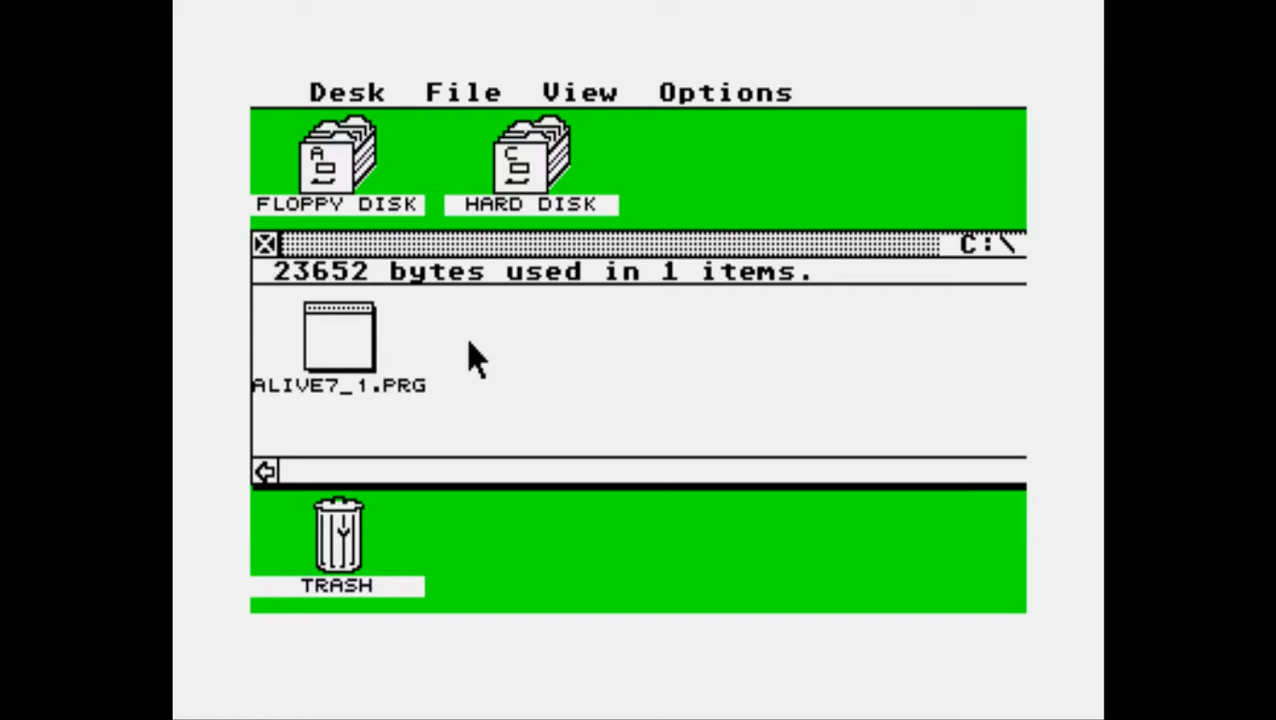 Desk File View Options
A
C
FLOPPY DISK HARD DISK
C:\
23652 bytes used in 1 items.
ALIVE7_1.PRG
TRASH